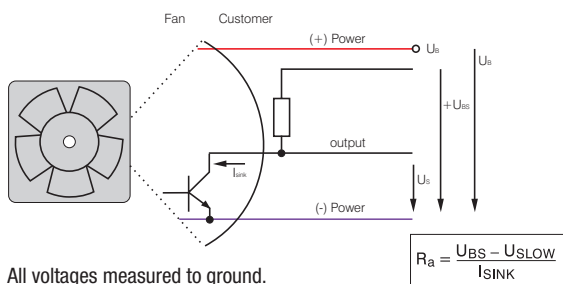 Fan Customer
(+) Power
UB
UB
+UBS
output
Isink
US
(-) Power
All voltages measured to ground.
Ra = UBS – USLOW
ISINK